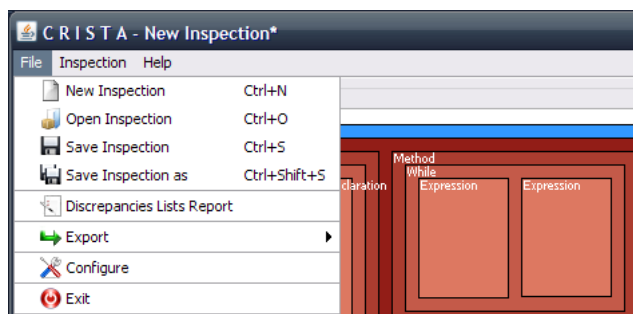 C R I S T A - New Inspection*
File Inspection Help
New Inspection Ctrl+N
Open Inspection Ctrl+O
Save Inspection Ctrl+S
Save Inspection as Ctrl+Shift+S
Discrepancies Lists Report
Export
Configure
Exit
claration
Method
While
Expression Expression